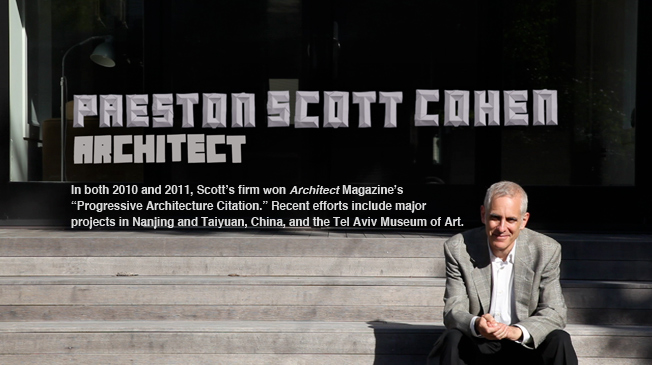 PRESTON SCOTT COHEN
ARCHITECT
In both 2010 and 2011, Scott's firm won Architect Magazine's
“Progressive Architecture Citation.” Recent efforts include major
projects in Nanjing and Taiyuan, China, and the Tel Aviv Museum of Art.